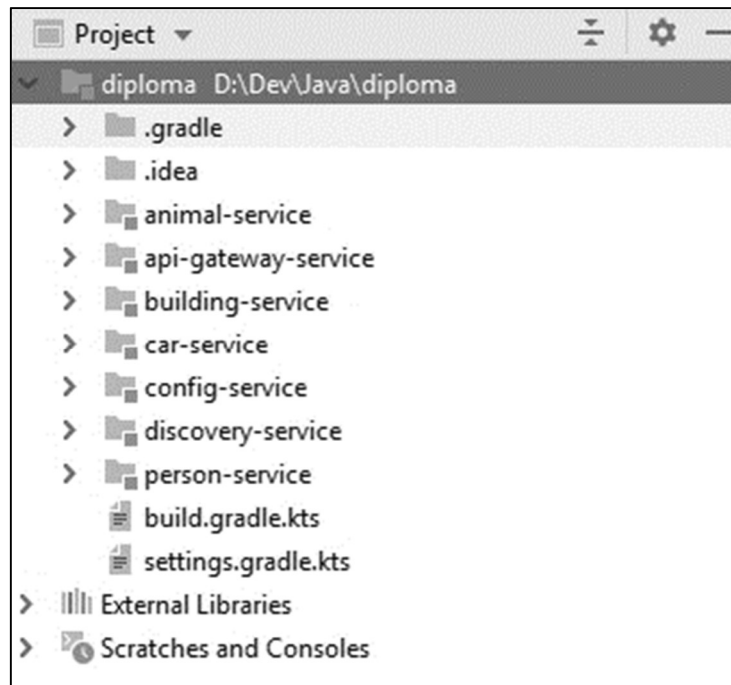 Project
diploma D:\Dev\Java\diploma
.gradle
.idea
animal-service
api-gateway-service
building-service
car-service
config-service
discovery-service
person-service
build.gradle.kts
settings.gradle.kts
External Libraries
Scratches and Consoles